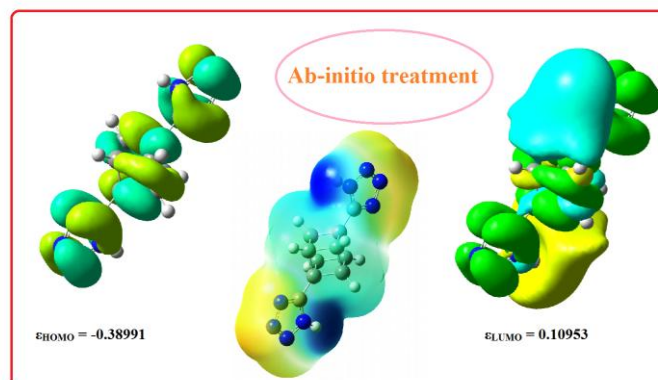 Ab-initio treatment
εHOMO = -0.38991
εLUMO = 0.10953